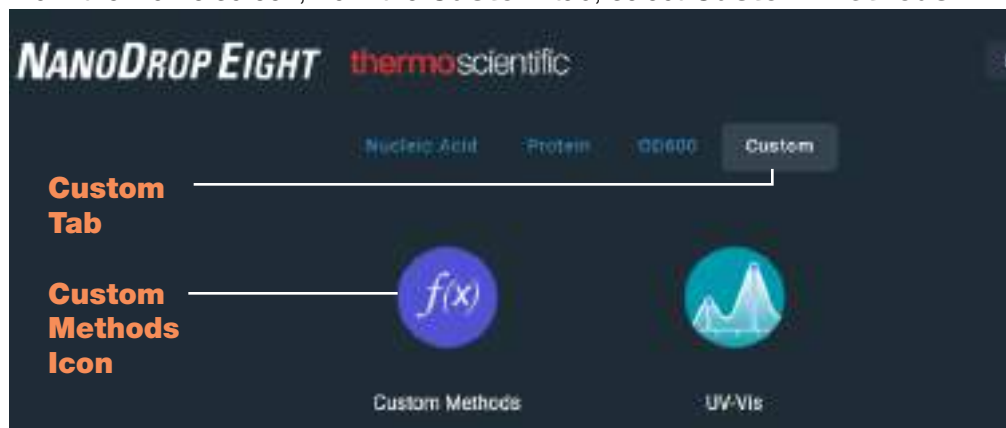 NANODROP EIGHT thermoscientific
Nucleic Acid Protein OD600 Custom
Custom
Tab
Custom
Methods
Icon
f(x)
Custom Methods UV-Vis